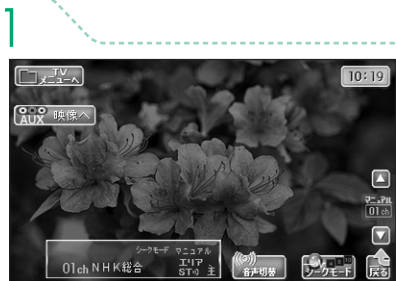 1
TV
メニューへ
10:19
AUX 映像へ
マニュアル
01ch
シークモード マニュアル
01ch NHK総合 エリア
ST 主
音声切替
シークモード
戻る